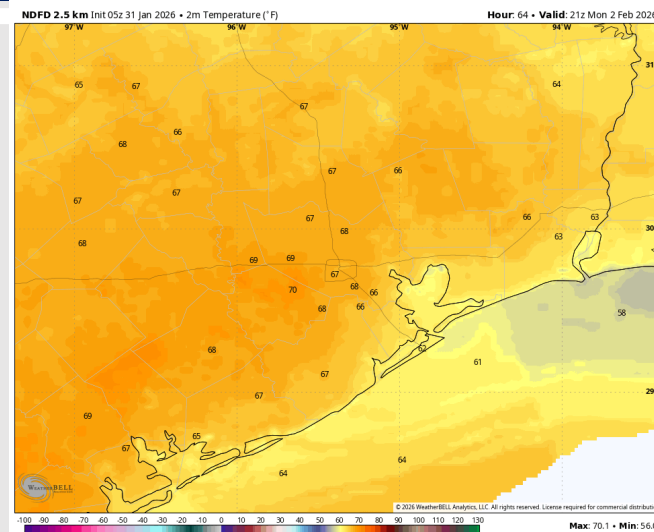 NDFD 2.5 km Init 05z 31 Jan 2026 • 2m Temperature (°F)
Hour: 64 • Valid: 21z Mon 2 Feb 2026
97°W 96°W 95°W 94°W
31
65 67 64
67
66
68
67 66
67 67
67 66 63
68 63
68
69 69
67
70 68 66
68 66 58
68 62
61
67
29
67
69
65
67
64 64
WeatherBELL
© 2026 WeatherBELL Analytics, LLC. All rights reserved. License required for commercial distributio
-100 -90 -80 -70 -60 -50 -40 -30 -20 -10 0 10 20 30 40 50 60 70 80 90 100 110 120 130
Max: 70.1 • Min: 56.